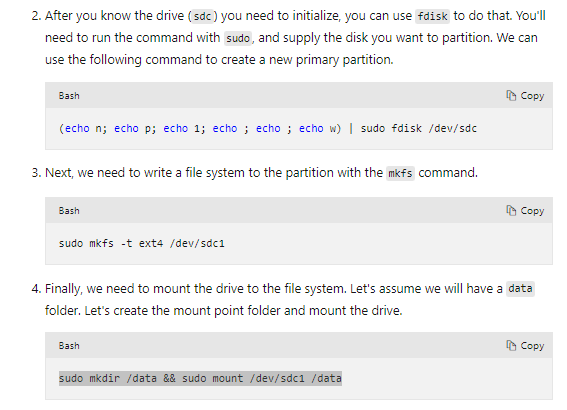 2. After you know the drive ( sdc ) you need to initialize, you can use fdisk to do that. You'll
need to run the command with sudo , and supply the disk you want to partition. We can
use the following command to create a new primary partition.
Bash
Copy
(echo n; echo p; echo 1; echo ; echo ; echo w) | sudo fdisk /dev/sdc
3. Next, we need to write a file system to the partition with the mkfs command.
Bash
Copy
sudo mkfs -t ext4 /dev/sdc1
4. Finally, we need to mount the drive to the file system. Let's assume we will have a data
folder. Let's create the mount point folder and mount the drive.
Bash
Copy
sudo mkdir /data && sudo mount /dev/sdc1 /data